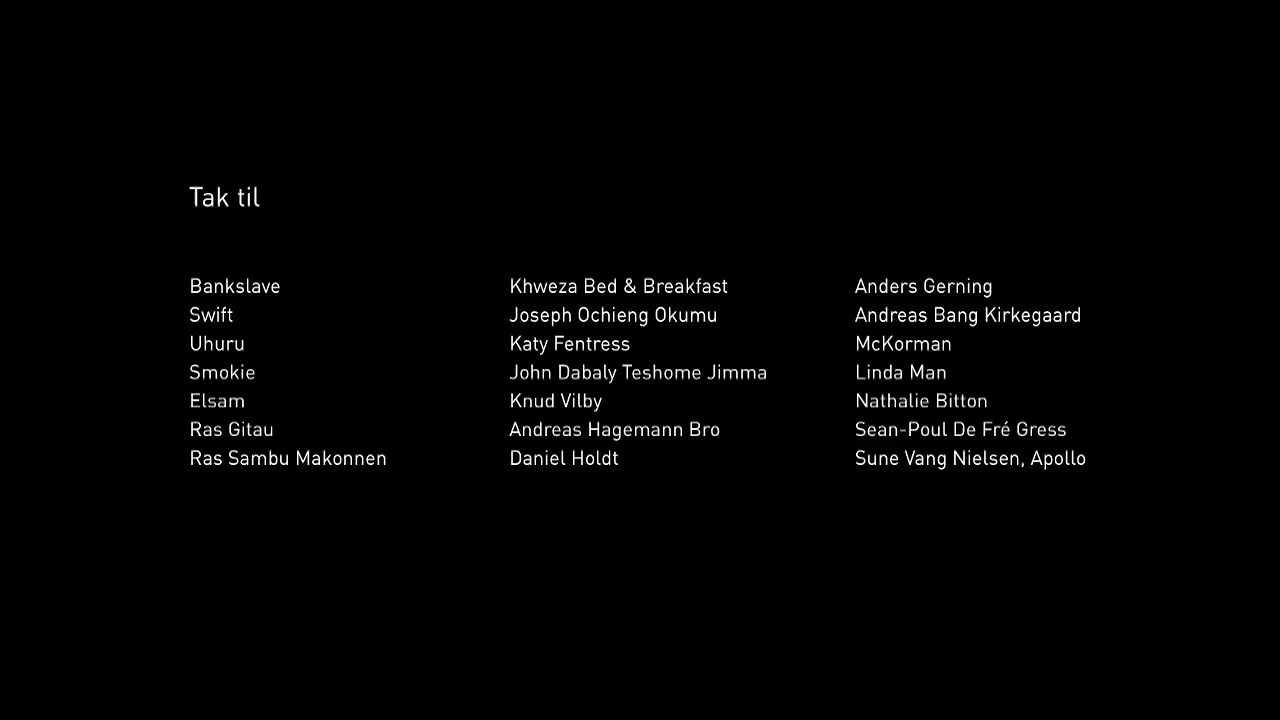 Tak til
Bankslave
Swift
Uhuru
Smokie
Elsam
Ras Gitau
Ras Sambu Makonnen
Khweza Bed & Breakfast
Joseph Ochieng Okumu
Katy Fentress
John Dabaly Teshome Jimma
Knud Vilby
Andreas Hagemann Bro
Daniel Holdt
Anders Gerning
Andreas Bang Kirkegaard
McKorman
Linda Man
Nathalie Bitton
Sean-Poul De Fré Gress
Sune Vang Nielsen, Apollo